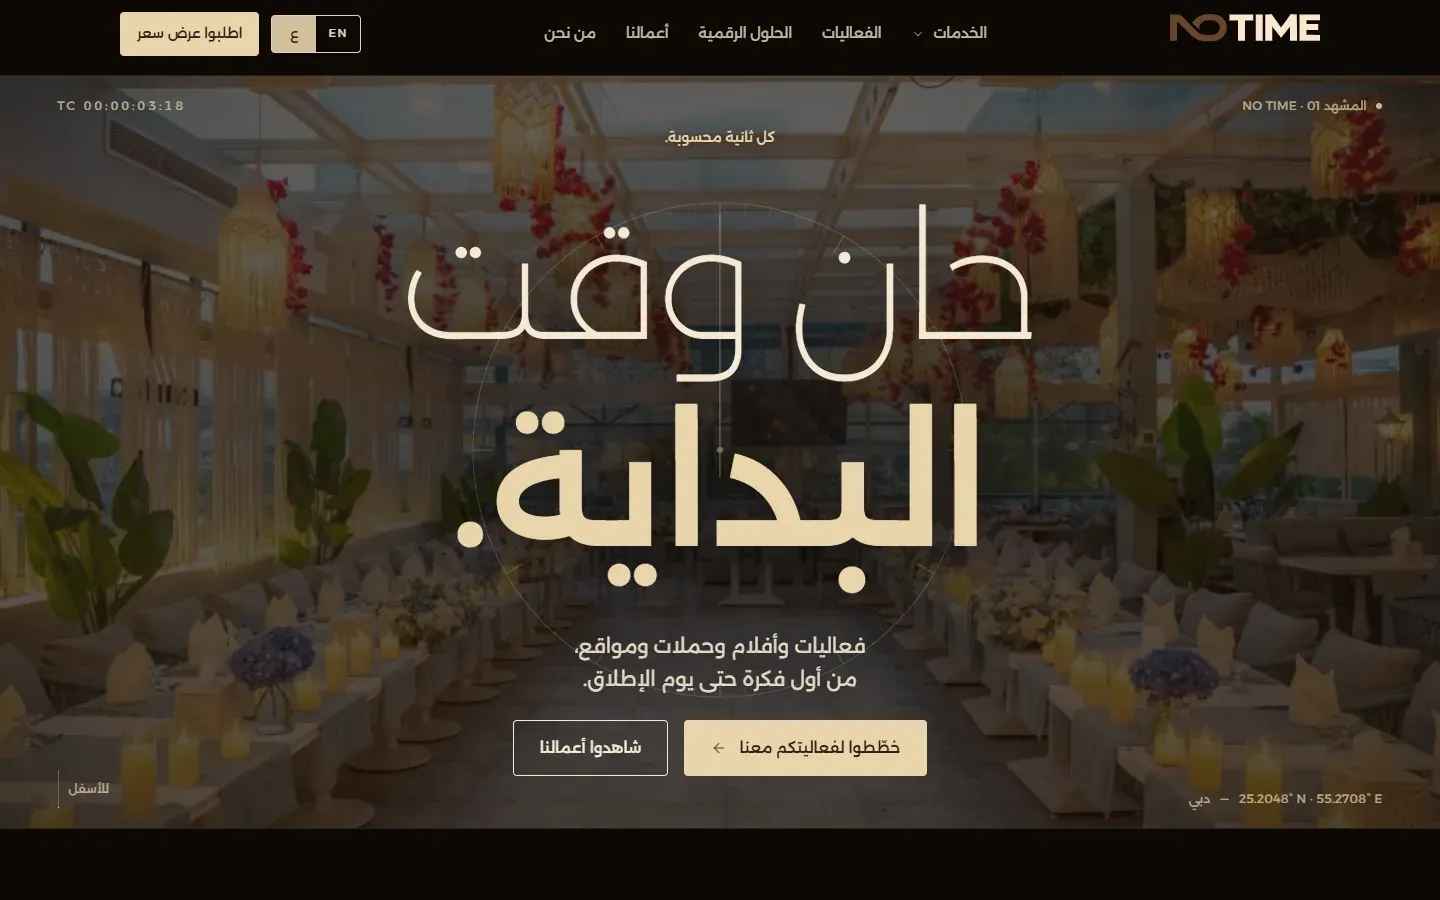 NO TIME
الخدمات
الفعاليات
الحلول الرقمية
أعمالنا
من نحن
EN
ع
اطلبوا عرض سعر
المشهد 01 · NO TIME
TC 00:00:03:18
كل ثانية محسوبة.
حان وقت
البداية.
فعاليات وأفلام وحملات ومواقع،
من أول فكرة حتى يوم الإطلاق.
خطّطوا لفعاليتكم معنا ←
شاهدوا أعمالنا
25.2048° N · 55.2708° E — دبي
للأسفل